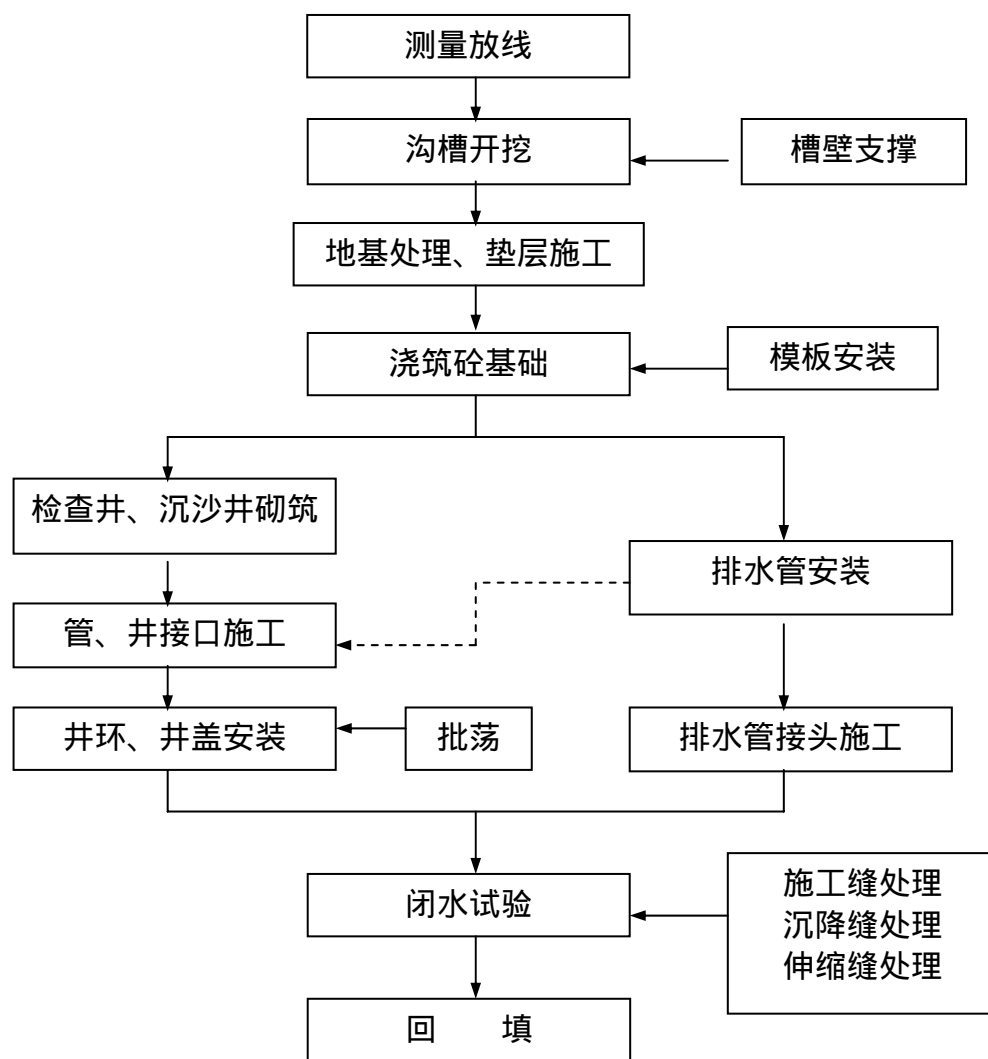 测量放线
沟槽开挖
槽壁支撑
地基处理、垫层施工
浇筑砼基础
模板安装
检查井、沉沙井砌筑
排水管安装
管、井接口施工
井环、井盖安装
批荡
排水管接头施工
闭水试验
施工缝处理
沉降缝处理
伸缩缝处理
回 填